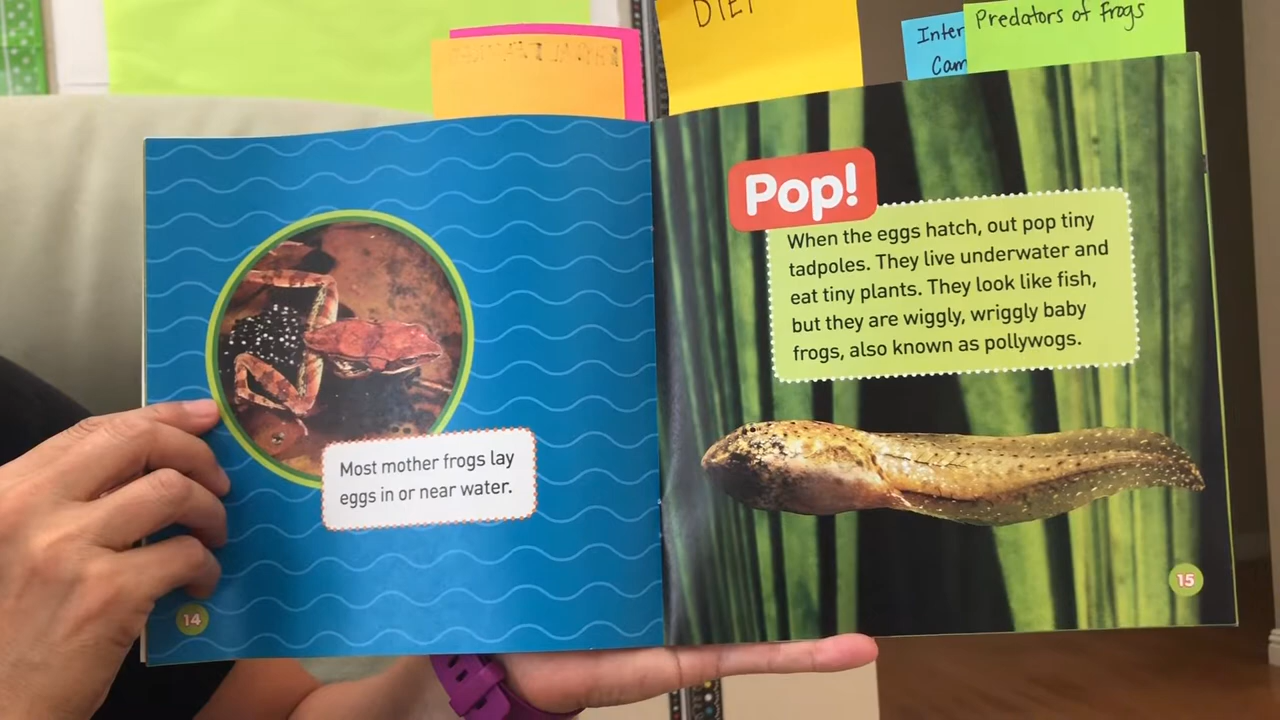 DIET
Inter
Cam
Predators of frogs
Most mother frogs lay
eggs in or near water.
14
Pop!
When the eggs hatch, out pop tiny
tadpoles. They live underwater and
eat tiny plants. They look like fish,
but they are wiggly, wriggly baby
frogs, also known as pollywogs.
15